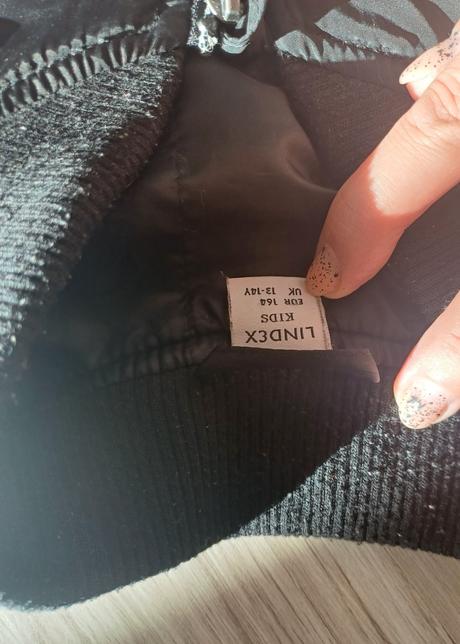 LINDEX
KIDS
EUR 164
UK 13-14Y